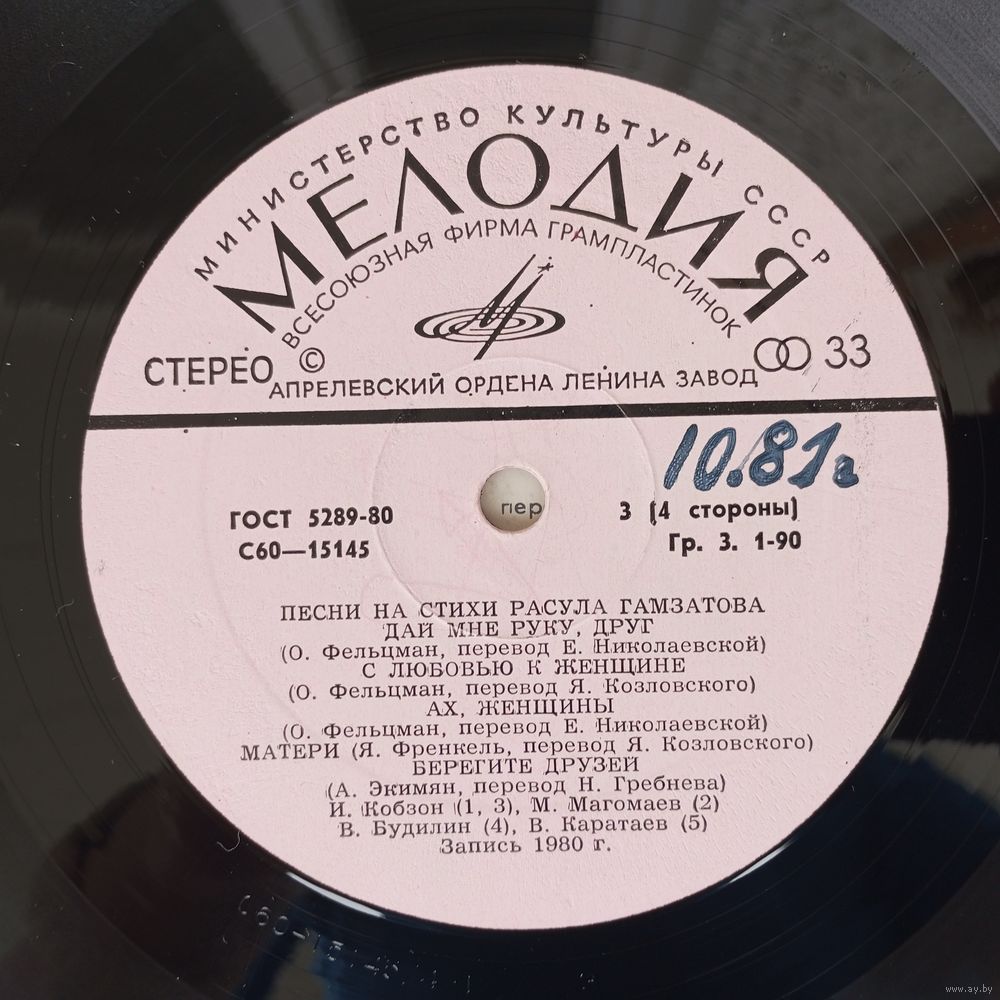 МИНИСТЕРСТВО КУЛЬТУРЫ СССР
МЕЛОДИЯ
ВСЕСОЮЗНАЯ ФИРМА ГРАМПЛАСТИНОК
СТЕРЕО © 33
АПРЕЛЕВСКИЙ ОРДЕНА ЛЕНИНА ЗАВОД
10.81г
ГОСТ 5289-80 пер 3 (4 стороны)
С60—15145 Гр. 3. 1-90
ПЕСНИ НА СТИХИ РАСУЛА ГАМЗАТОВА
ДАЙ МНЕ РУКУ, ДРУГ
(О. Фельцман, перевод Е. Николаевской)
С ЛЮБОВЬЮ К ЖЕНЩИНЕ
(О. Фельцман, перевод Я. Козловского)
АХ, ЖЕНЩИНЫ
(О. Фельцман, перевод Е. Николаевской)
МАТЕРИ (Я. Френкель, перевод Я. Козловского)
БЕРЕГИТЕ ДРУЗЕЙ
(А. Экимян, перевод Н. Гребнева)
И. Кобзон (1, 3), М. Магомаев (2)
В. Будилин (4), В. Каратаев (5)
Запись 1980 г.
www.ay.by